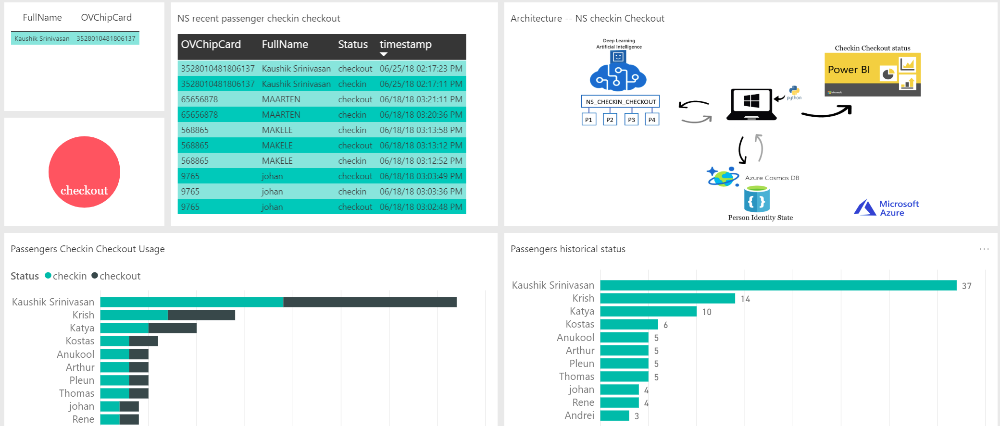 FullName OVChipCard
Kaushik Srinivasan 3528010481806137
checkout
NS recent passenger checkin checkout
OVChipCard FullName Status timestamp
3528010481806137 Kaushik Srinivasan checkout 06/25/18 02:17:23 PM
3528010481806137 Kaushik Srinivasan checkin 06/25/18 02:17:11 PM
65656878 MAARTEN checkout 06/18/18 03:21:11 PM
65656878 MAARTEN checkin 06/18/18 03:20:36 PM
568865 MAKELE checkin 06/18/18 03:13:58 PM
568865 MAKELE checkout 06/18/18 03:13:12 PM
568865 MAKELE checkin 06/18/18 03:12:52 PM
9765 johan checkout 06/18/18 03:03:49 PM
9765 johan checkin 06/18/18 03:03:36 PM
9765 johan checkout 06/18/18 03:02:48 PM
Architecture -- NS checkin Checkout
Deep Learning
Artificial Intelligence
NS_CHECKIN_CHECKOUT
P1 P2 P3 P4
python
Checkin Checkout status
Power BI
Microsoft
Azure Cosmos DB
Person Identity State
Microsoft
Azure
Passengers Checkin Checkout Usage
Status checkin checkout
Kaushik Srinivasan
Krish
Katya
Kostas
Anukool
Arthur
Pleun
Thomas
johan
Rene
Passengers historical status
Kaushik Srinivasan 37
Krish 14
Katya 10
Kostas 6
Anukool 5
Arthur 5
Pleun 5
Thomas 5
johan 4
Rene 4
Andrei 3